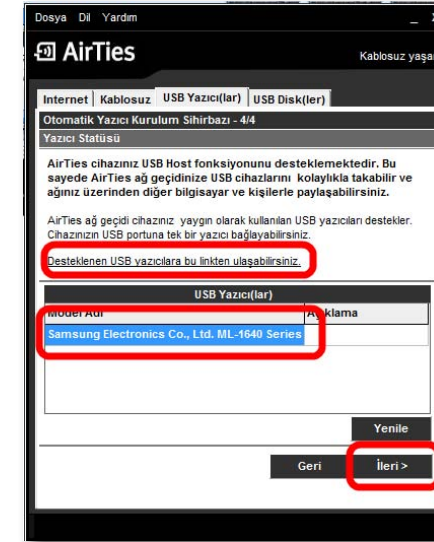 Dosya Dil Yardım
AirTies
Kablosuz yaşa
Internet Kablosuz USB Yazıcı(lar) USB Disk(ler)
Otomatik Yazıcı Kurulum Sihirbazı - 4/4
Yazıcı Statüsü
AirTies cihazınız USB Host fonksiyonunu desteklemektedir. Bu
sayede AirTies ağ geçidinize USB cihazlarını kolaylıkla takabilir ve
ağınız üzerinden diğer bilgisayar ve kişilerle paylaşabilirsiniz.
AirTies ağ geçidi cihazınız yaygın olarak kullanılan USB yazıcıları destekler.
Cihazınızın USB portuna tek bir yazıcı bağlayabilirsiniz.
Desteklenen USB yazıcılara bu linkten ulaşabilirsiniz.
USB Yazıcı(lar)
Model Adı Açıklama
Samsung Electronics Co., Ltd. ML-1640 Series
Yenile
Geri İleri >